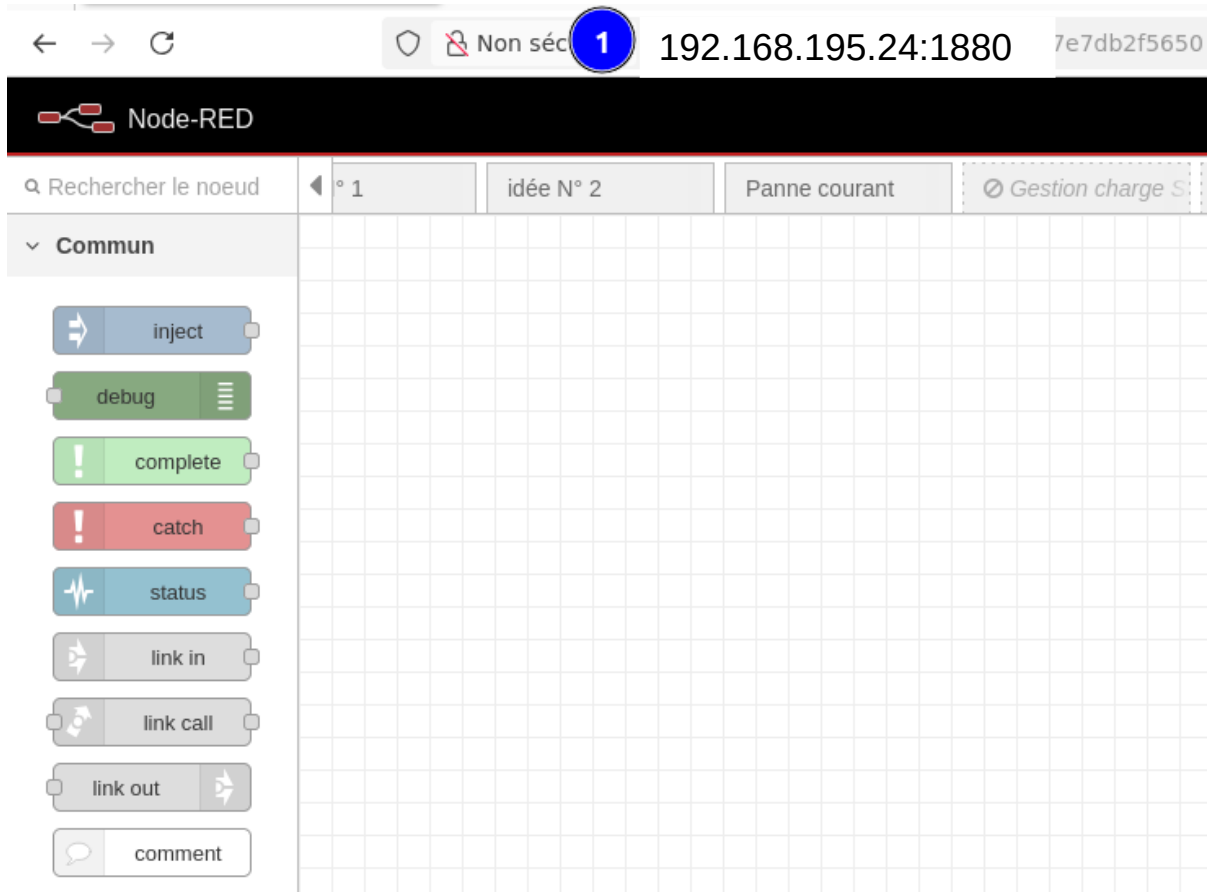 Non séc 1 192.168.195.24:1880 7e7db2f5650
Node-RED
Rechercher le noeud
° 1 idée N° 2 Panne courant Gestion charge S
Commun
inject
debug
complete
catch
status
link in
link call
link out
comment